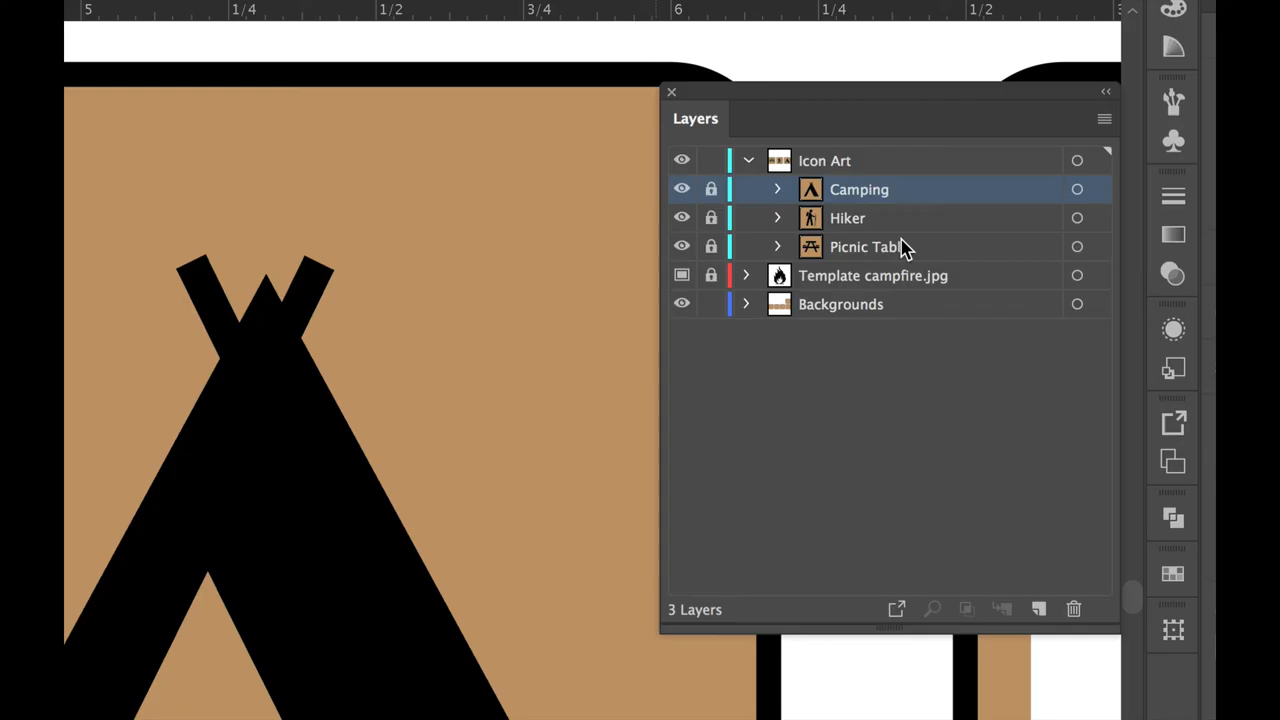 5 1/4 1/2 3/4 6 1/4 1/2
Layers
Icon Art
Camping
Hiker
Picnic Tabl
Template campfire.jpg
Backgrounds
3 Layers